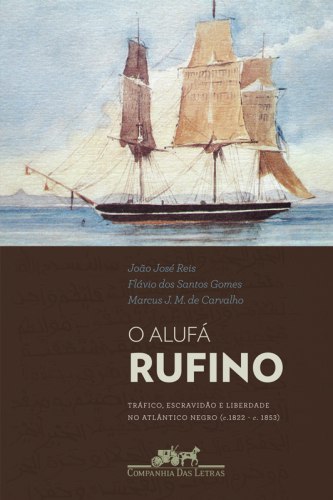 João José Reis
Flávio dos Santos Gomes
Marcus J. M. de Carvalho
O ALUFÁ
RUFINO
TRÁFICO, ESCRAVIDÃO E LIBERDADE
NO ATLÂNTICO NEGRO (c.1822 - c. 1853)
COMPANHIA DAS LETRAS